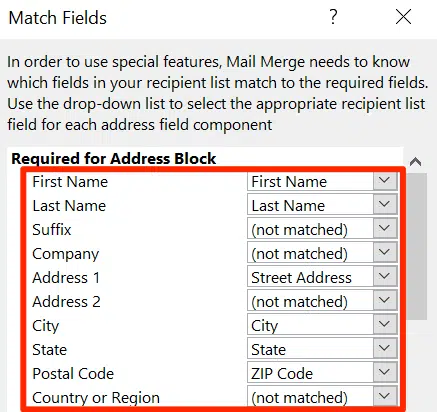 Match Fields ?
In order to use special features, Mail Merge needs to know
which fields in your recipient list match to the required fields.
Use the drop-down list to select the appropriate recipient list
field for each address field component
Required for Address Block
First Name First Name
Last Name Last Name
Suffix (not matched)
Company (not matched)
Address 1 Street Address
Address 2 (not matched)
City City
State State
Postal Code ZIP Code
Country or Region (not matched)